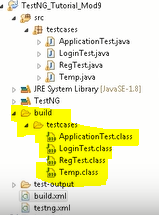 TestNG_Tutorial_Mod9
src
testcases
ApplicationTest.java
LoginTest.java
RegTest.java
Temp.java
JRE System Library [JavaSE-1.8]
TestNG
build
testcases
ApplicationTest.class
LoginTest.class
RegTest.class
Temp.class
test-output
build.xml
testng.xml